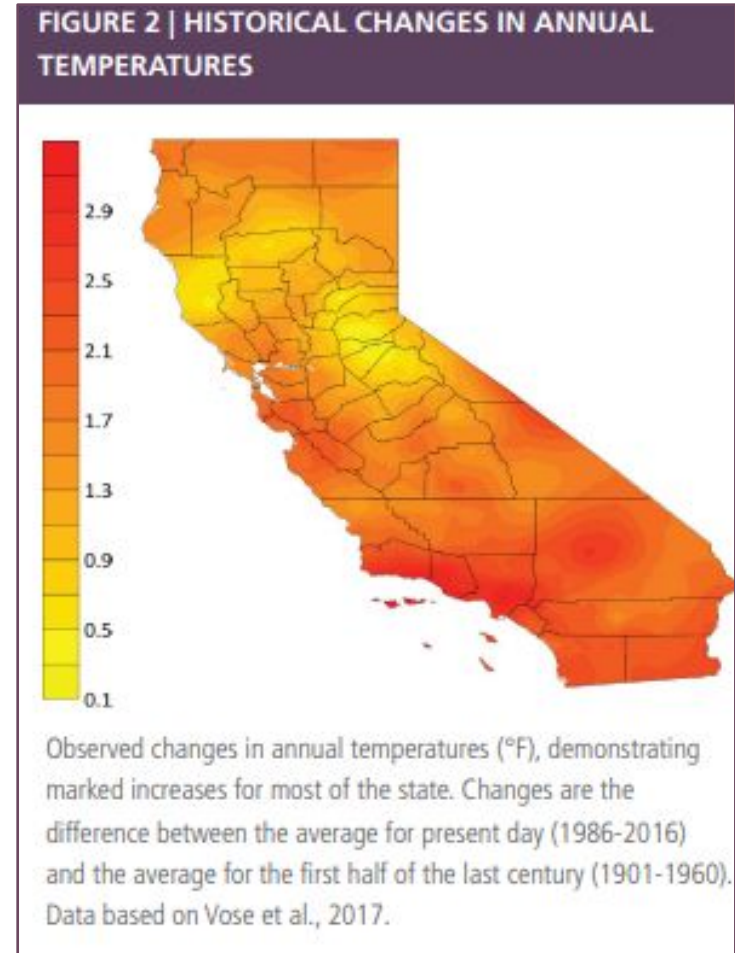 FIGURE 2 | HISTORICAL CHANGES IN ANNUAL
TEMPERATURES
2.9
2.5
2.1
1.7
1.3
0.9
0.5
0.1
Observed changes in annual temperatures (°F), demonstrating
marked increases for most of the state. Changes are the
difference between the average for present day (1986-2016)
and the average for the first half of the last century (1901-1960).
Data based on Vose et al., 2017.